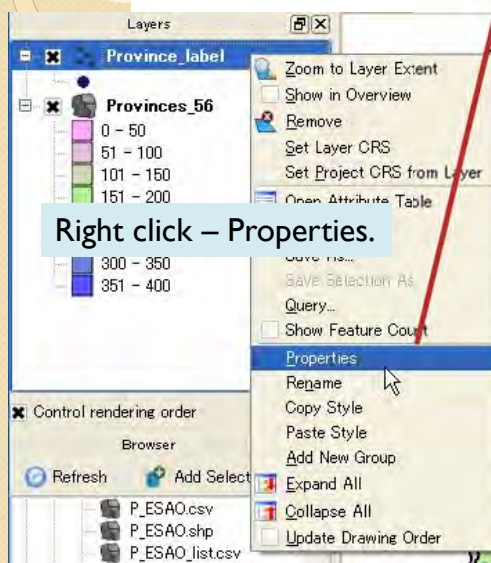 Layers
Province_label
Provinces_56
0 - 50
51 - 100
101 - 150
151 - 200
300 - 350
351 - 400
Control rendering order
Browser
Refresh
Add Select
P_ESAO.csv
P_ESAO.shp
P_ESAO_list.csv
Zoom to Layer Extent
Show in Overview
Remove
Set Layer CRS
Set Project CRS from Layer
Open Attribute Table
Right click – Properties.
Save As...
Save Selection As
Query...
Show Feature Count
Properties
Rename
Copy Style
Paste Style
Add New Group
Expand All
Collapse All
Update Drawing Order